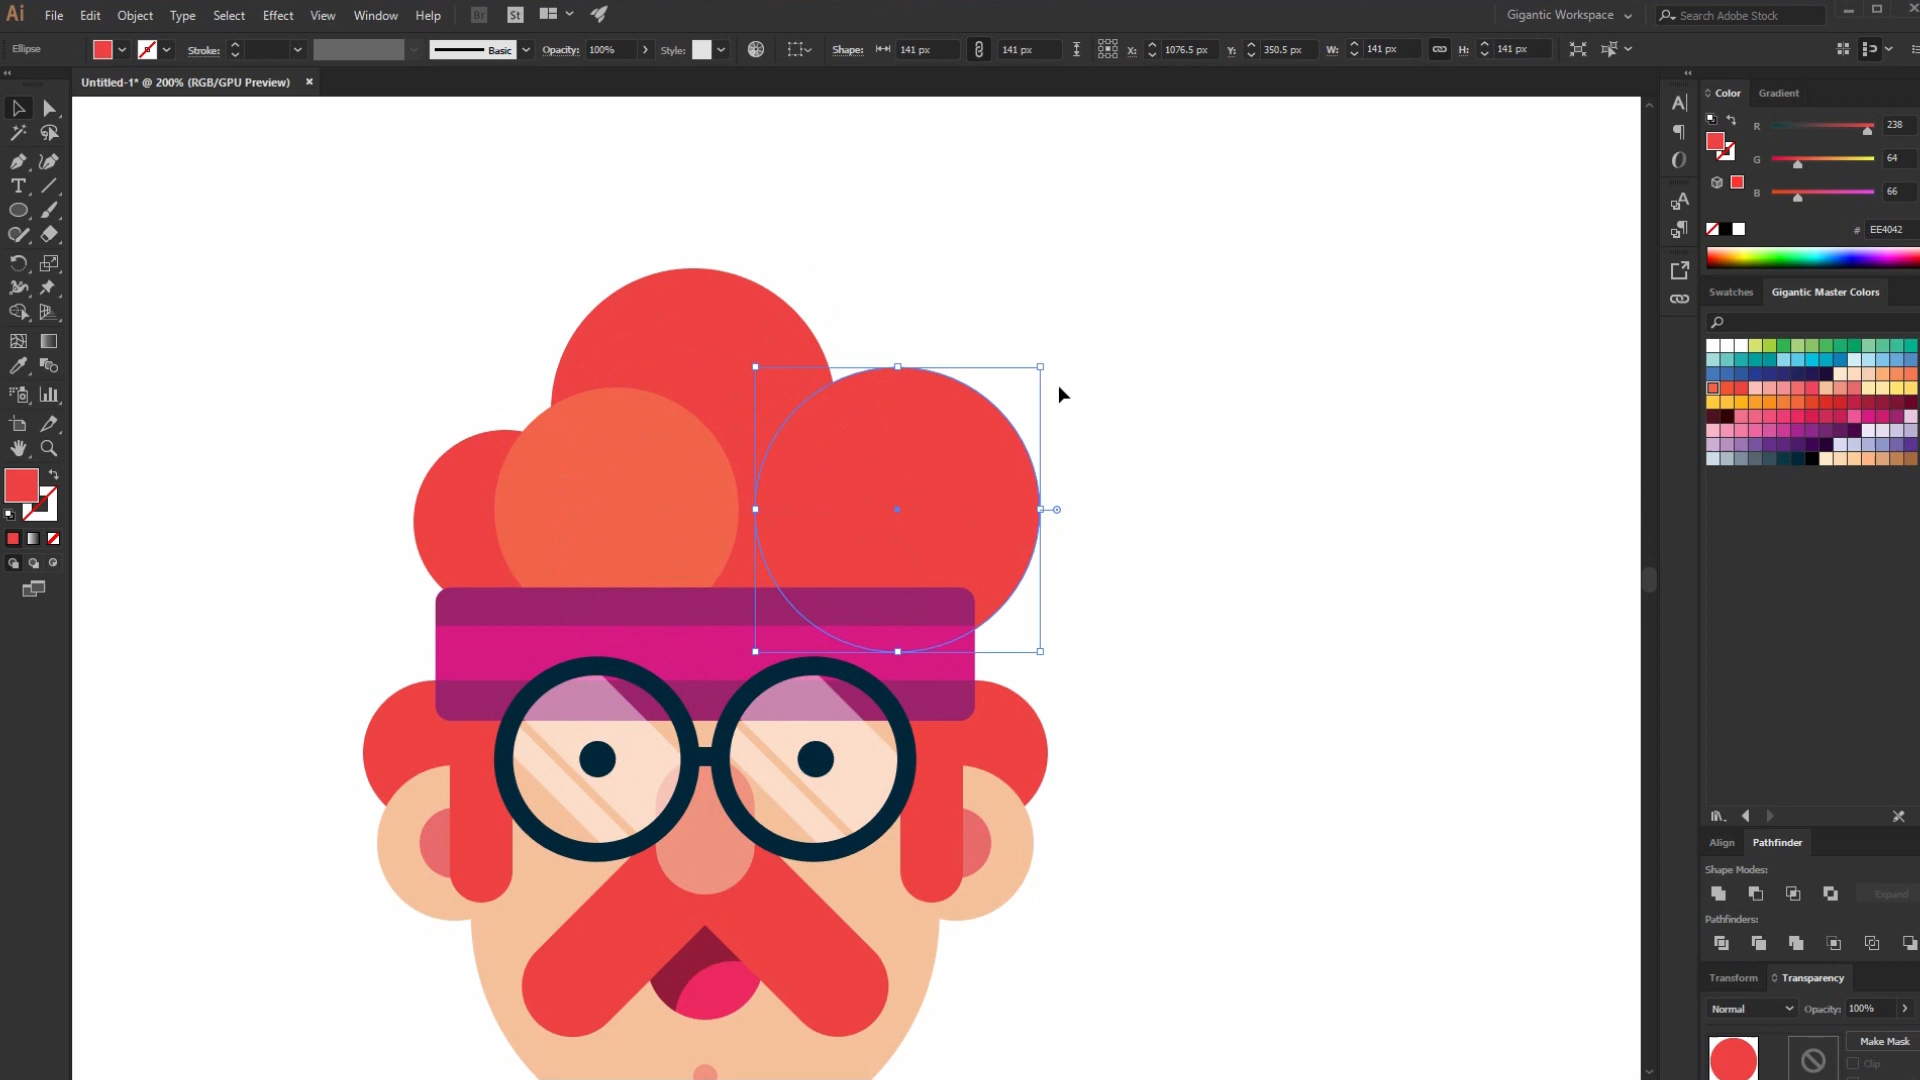 Ai File Edit Object Type Select Effect View Window Help Br St Gigantic Workspace Search Adobe Stock
Ellipse Stroke: Basic Opacity: 100% Style: Shape: 141 px 141 px X: 1076.5 px Y: 350.5 px W: 141 px H: 141 px
Untitled-1* @ 200% (RGB/GPU Preview)
Color Gradient
R 238
G 64
B 66
# EE4042
Swatches Gigantic Master Colors
Align Pathfinder
Shape Modes:
Expand
Pathfinders:
Transform Transparency
Normal Opacity: 100%
Make Mask
Clip